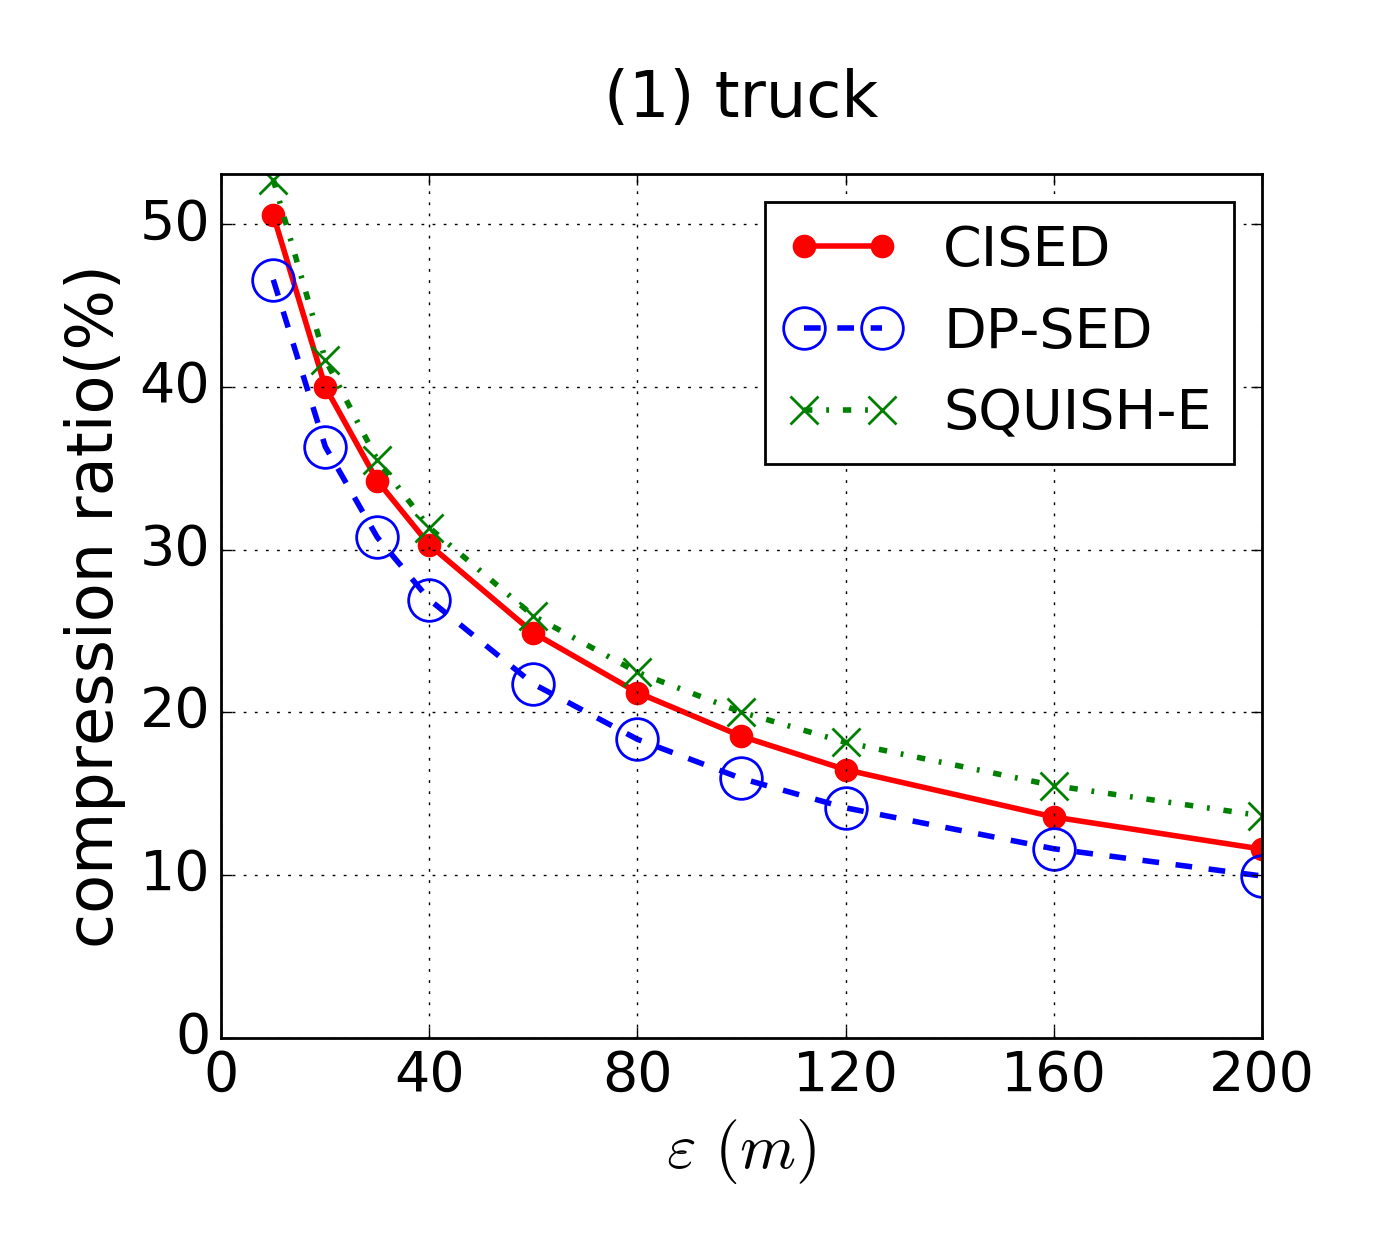 (1) truck
compression ratio(%)
50
40
30
20
10
0
CISED
DP-SED
SQUISH-E
0 40 80 120 160 200
ε (m)